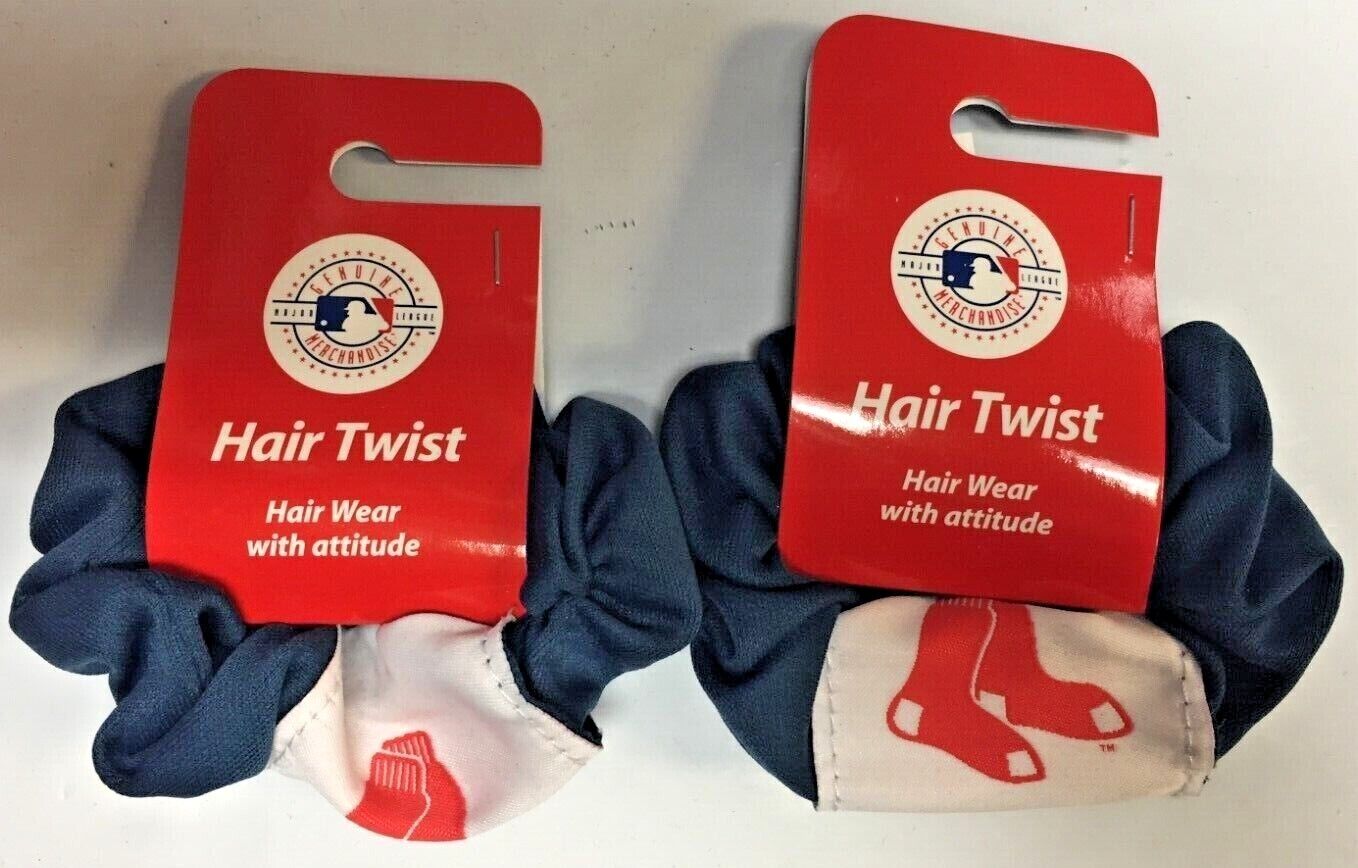 GENUINE
MAJOR LEAGUE
MERCHANDISE
Hair Twist
Hair Wear
with attitude
GENUINE
MAJOR LEAGUE
MERCHANDISE
Hair Twist
Hair Wear
with attitude
TM